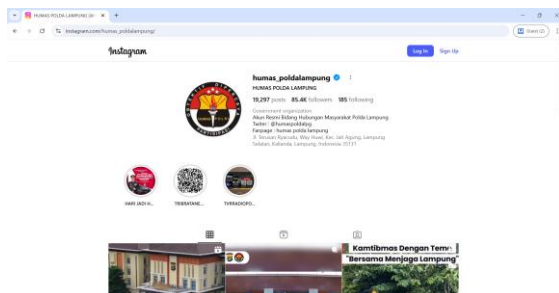 HUMAS POLDA LAMPUNG (@
instagram.com/humas_poldalampung/
Guest (2)
Instagram
Log In
Sign Up
humas_poldalampung
HUMAS POLDA LAMPUNG
19,297 posts 85.4K followers 185 following
Government organization
Akun Resmi Bidang Hubungan Masyarakat Polda Lampung
Fanpage : humas polda lampung
Jl. Terusan Ryacudu, Way Huwi, Kec. Jati Agung, Lampung
Selatan, Kalianda, Lampung, Indonesia 35131
HARI JADI H...
TRIBRATANE...
TVRRADIOPO...
Kamtibmas Dengan Tem
"Bersama Menjaga Lampung"